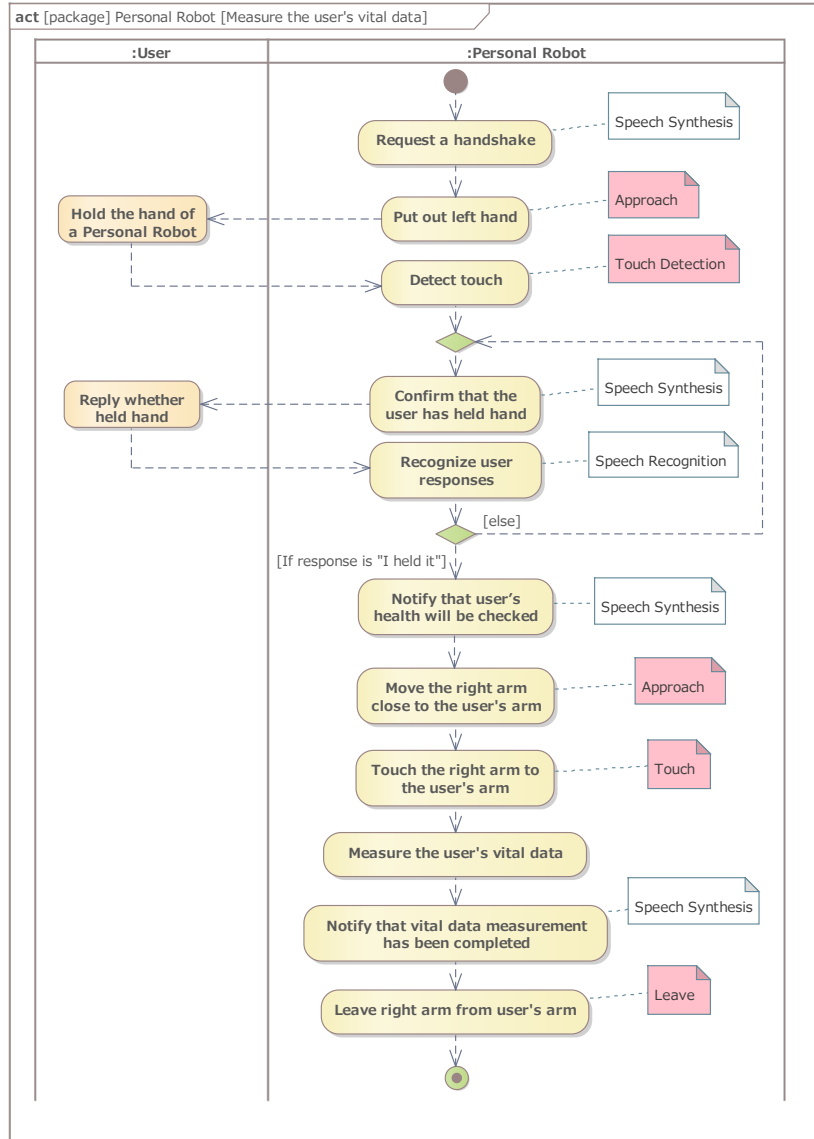 act [package] Personal Robot [Measure the user's vital data]
:User
:Personal Robot
Request a handshake
Speech Synthesis
Put out left hand
Approach
Hold the hand of
a Personal Robot
Detect touch
Touch Detection
Confirm that the
user has held hand
Speech Synthesis
Reply whether
held hand
Recognize user
responses
Speech Recognition
[else]
[If response is "I held it"]
Notify that user’s
health will be checked
Speech Synthesis
Move the right arm
close to the user's arm
Approach
Touch the right arm to
the user's arm
Touch
Measure the user's vital data
Notify that vital data measurement
has been completed
Speech Synthesis
Leave right arm from user's arm
Leave